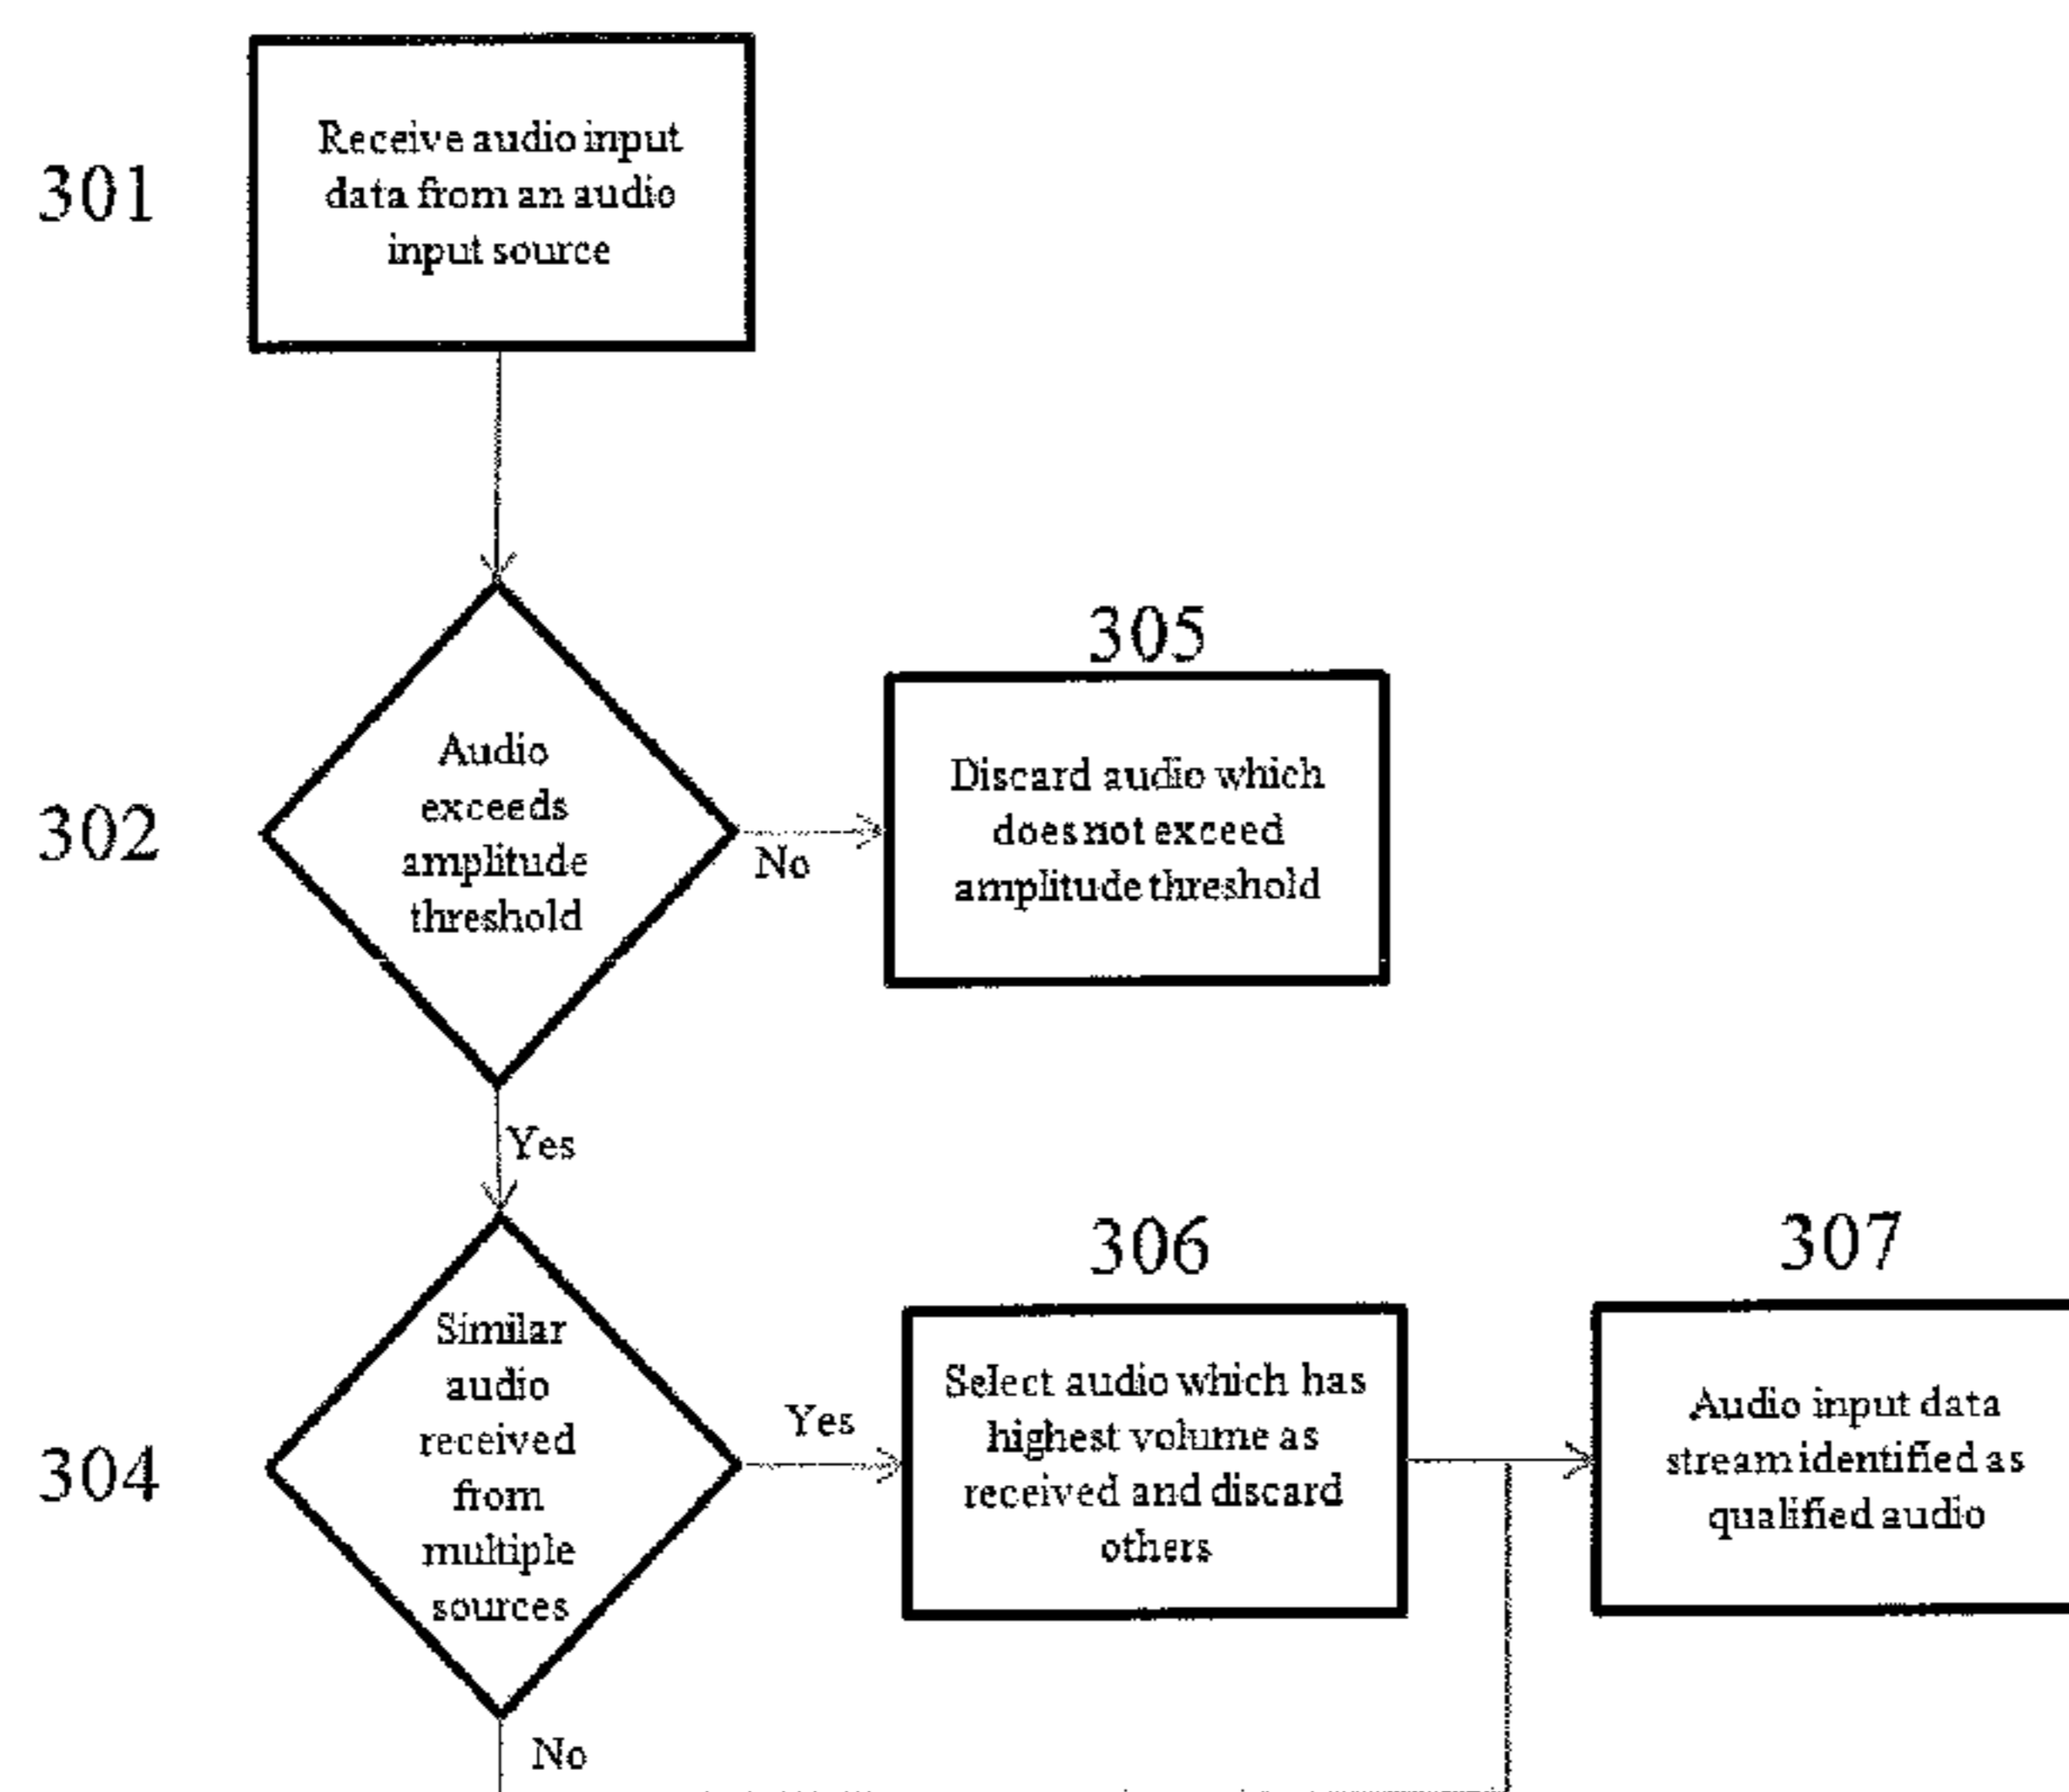 301
Receive audio input
data from an audio
input source
302
Audio
exceeds
amplitude
threshold
No
305
Discard audio which
does not exceed
amplitude threshold
Yes
304
Similar
audio
received
from
multiple
sources
Yes
306
Select audio which has
highest volume as
received and discard
others
307
Audio input data
stream identified as
qualified audio
No